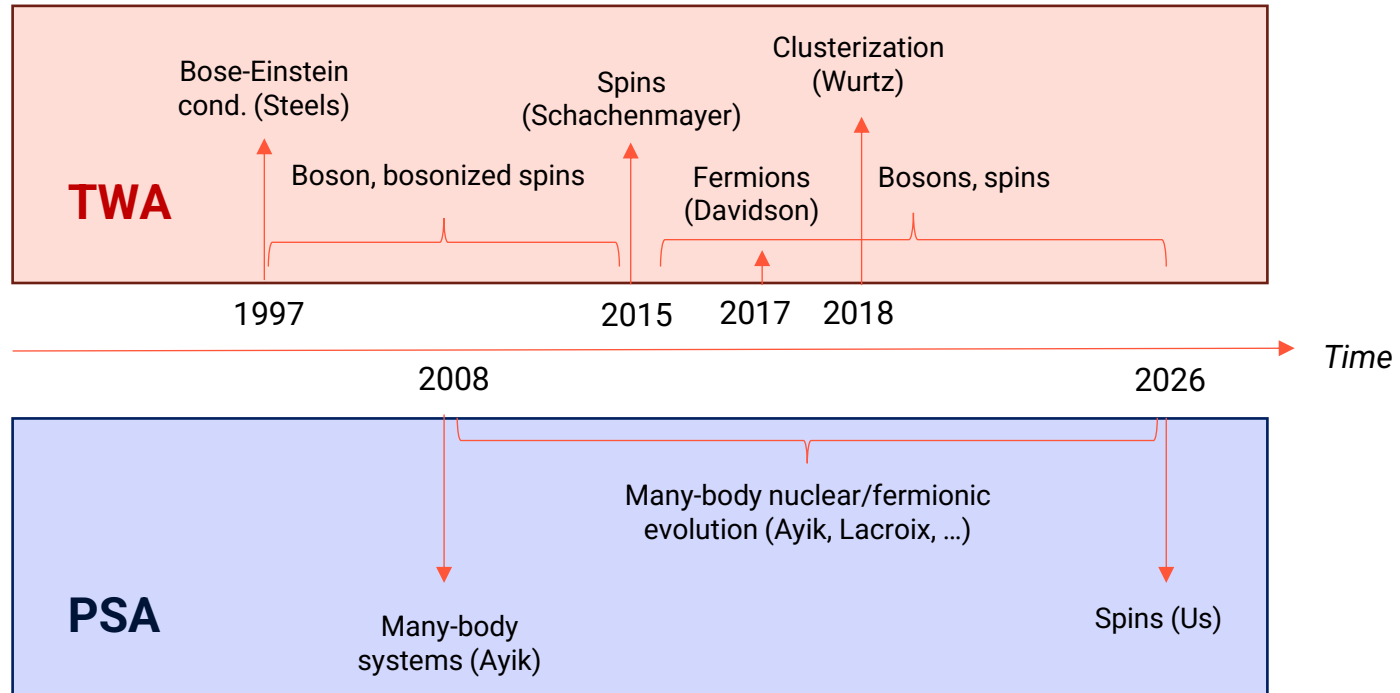 Clusterization
(Wurtz)
Bose-Einstein
cond. (Steels)
Spins
(Schachenmayer)
Boson, bosonized spins
Fermions
(Davidson)
Bosons, spins
TWA
1997
2015
2017
2018
Time
2008
2026
Many-body nuclear/fermionic
evolution (Ayik, Lacroix, ...)
PSA
Many-body
systems (Ayik)
Spins (Us)